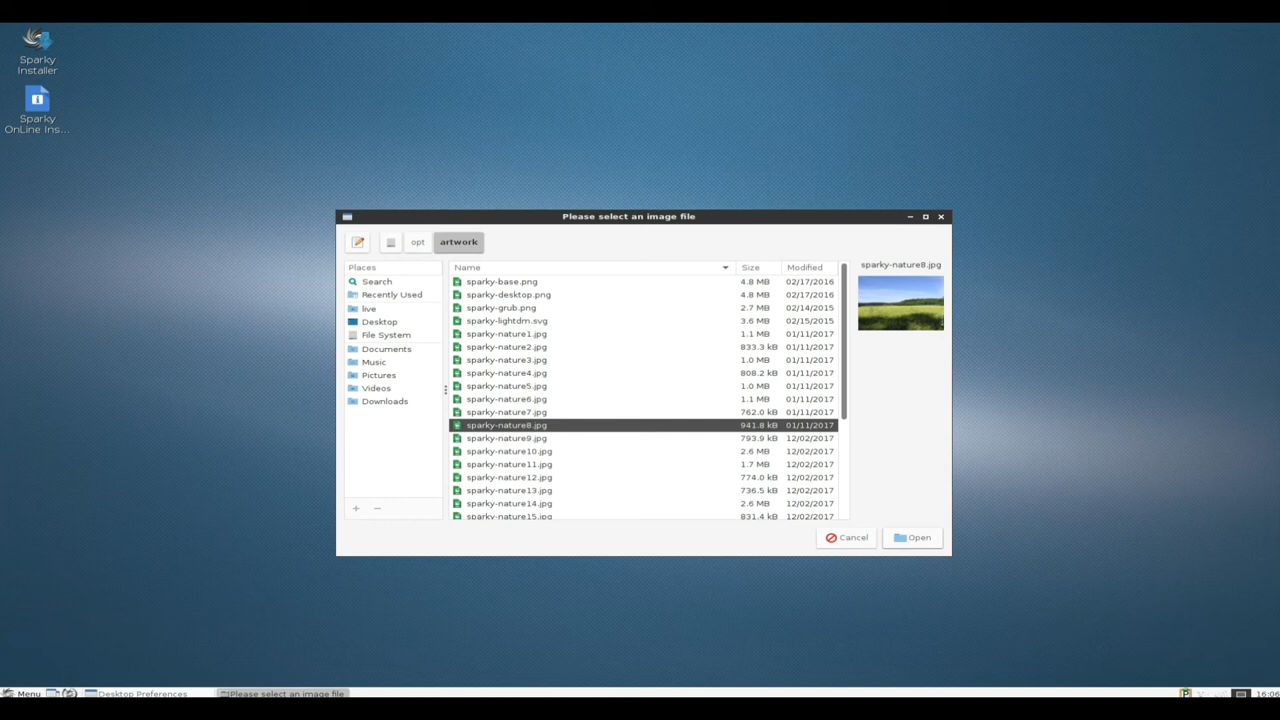 Sparky
Installer
Sparky
OnLine Ins...
Please select an image file
opt
artwork
Places
Search
Recently Used
live
Desktop
File System
Documents
Music
Pictures
Videos
Downloads
Name Size Modified
sparky-base.png 4.8 MB 02/17/2016
sparky-desktop.png 4.8 MB 02/17/2016
sparky-grub.png 2.7 MB 02/14/2015
sparky-lightdm.svg 3.6 MB 02/15/2015
sparky-nature1.jpg 1.1 MB 01/11/2017
sparky-nature2.jpg 833.3 kB 01/11/2017
sparky-nature3.jpg 1.0 MB 01/11/2017
sparky-nature4.jpg 808.2 kB 01/11/2017
sparky-nature5.jpg 1.0 MB 01/11/2017
sparky-nature6.jpg 1.1 MB 01/11/2017
sparky-nature7.jpg 762.0 kB 01/11/2017
sparky-nature8.jpg 941.8 kB 01/11/2017
sparky-nature9.jpg 793.9 kB 12/02/2017
sparky-nature10.jpg 2.6 MB 12/02/2017
sparky-nature11.jpg 1.7 MB 12/02/2017
sparky-nature12.jpg 774.0 kB 12/02/2017
sparky-nature13.jpg 736.5 kB 12/02/2017
sparky-nature14.jpg 2.6 MB 12/02/2017
sparky-nature15.jpg 831.4 kB 12/02/2017
sparky-nature8.jpg
Cancel
Open
Menu
Desktop Preferences
Please select an image file
P
16:06